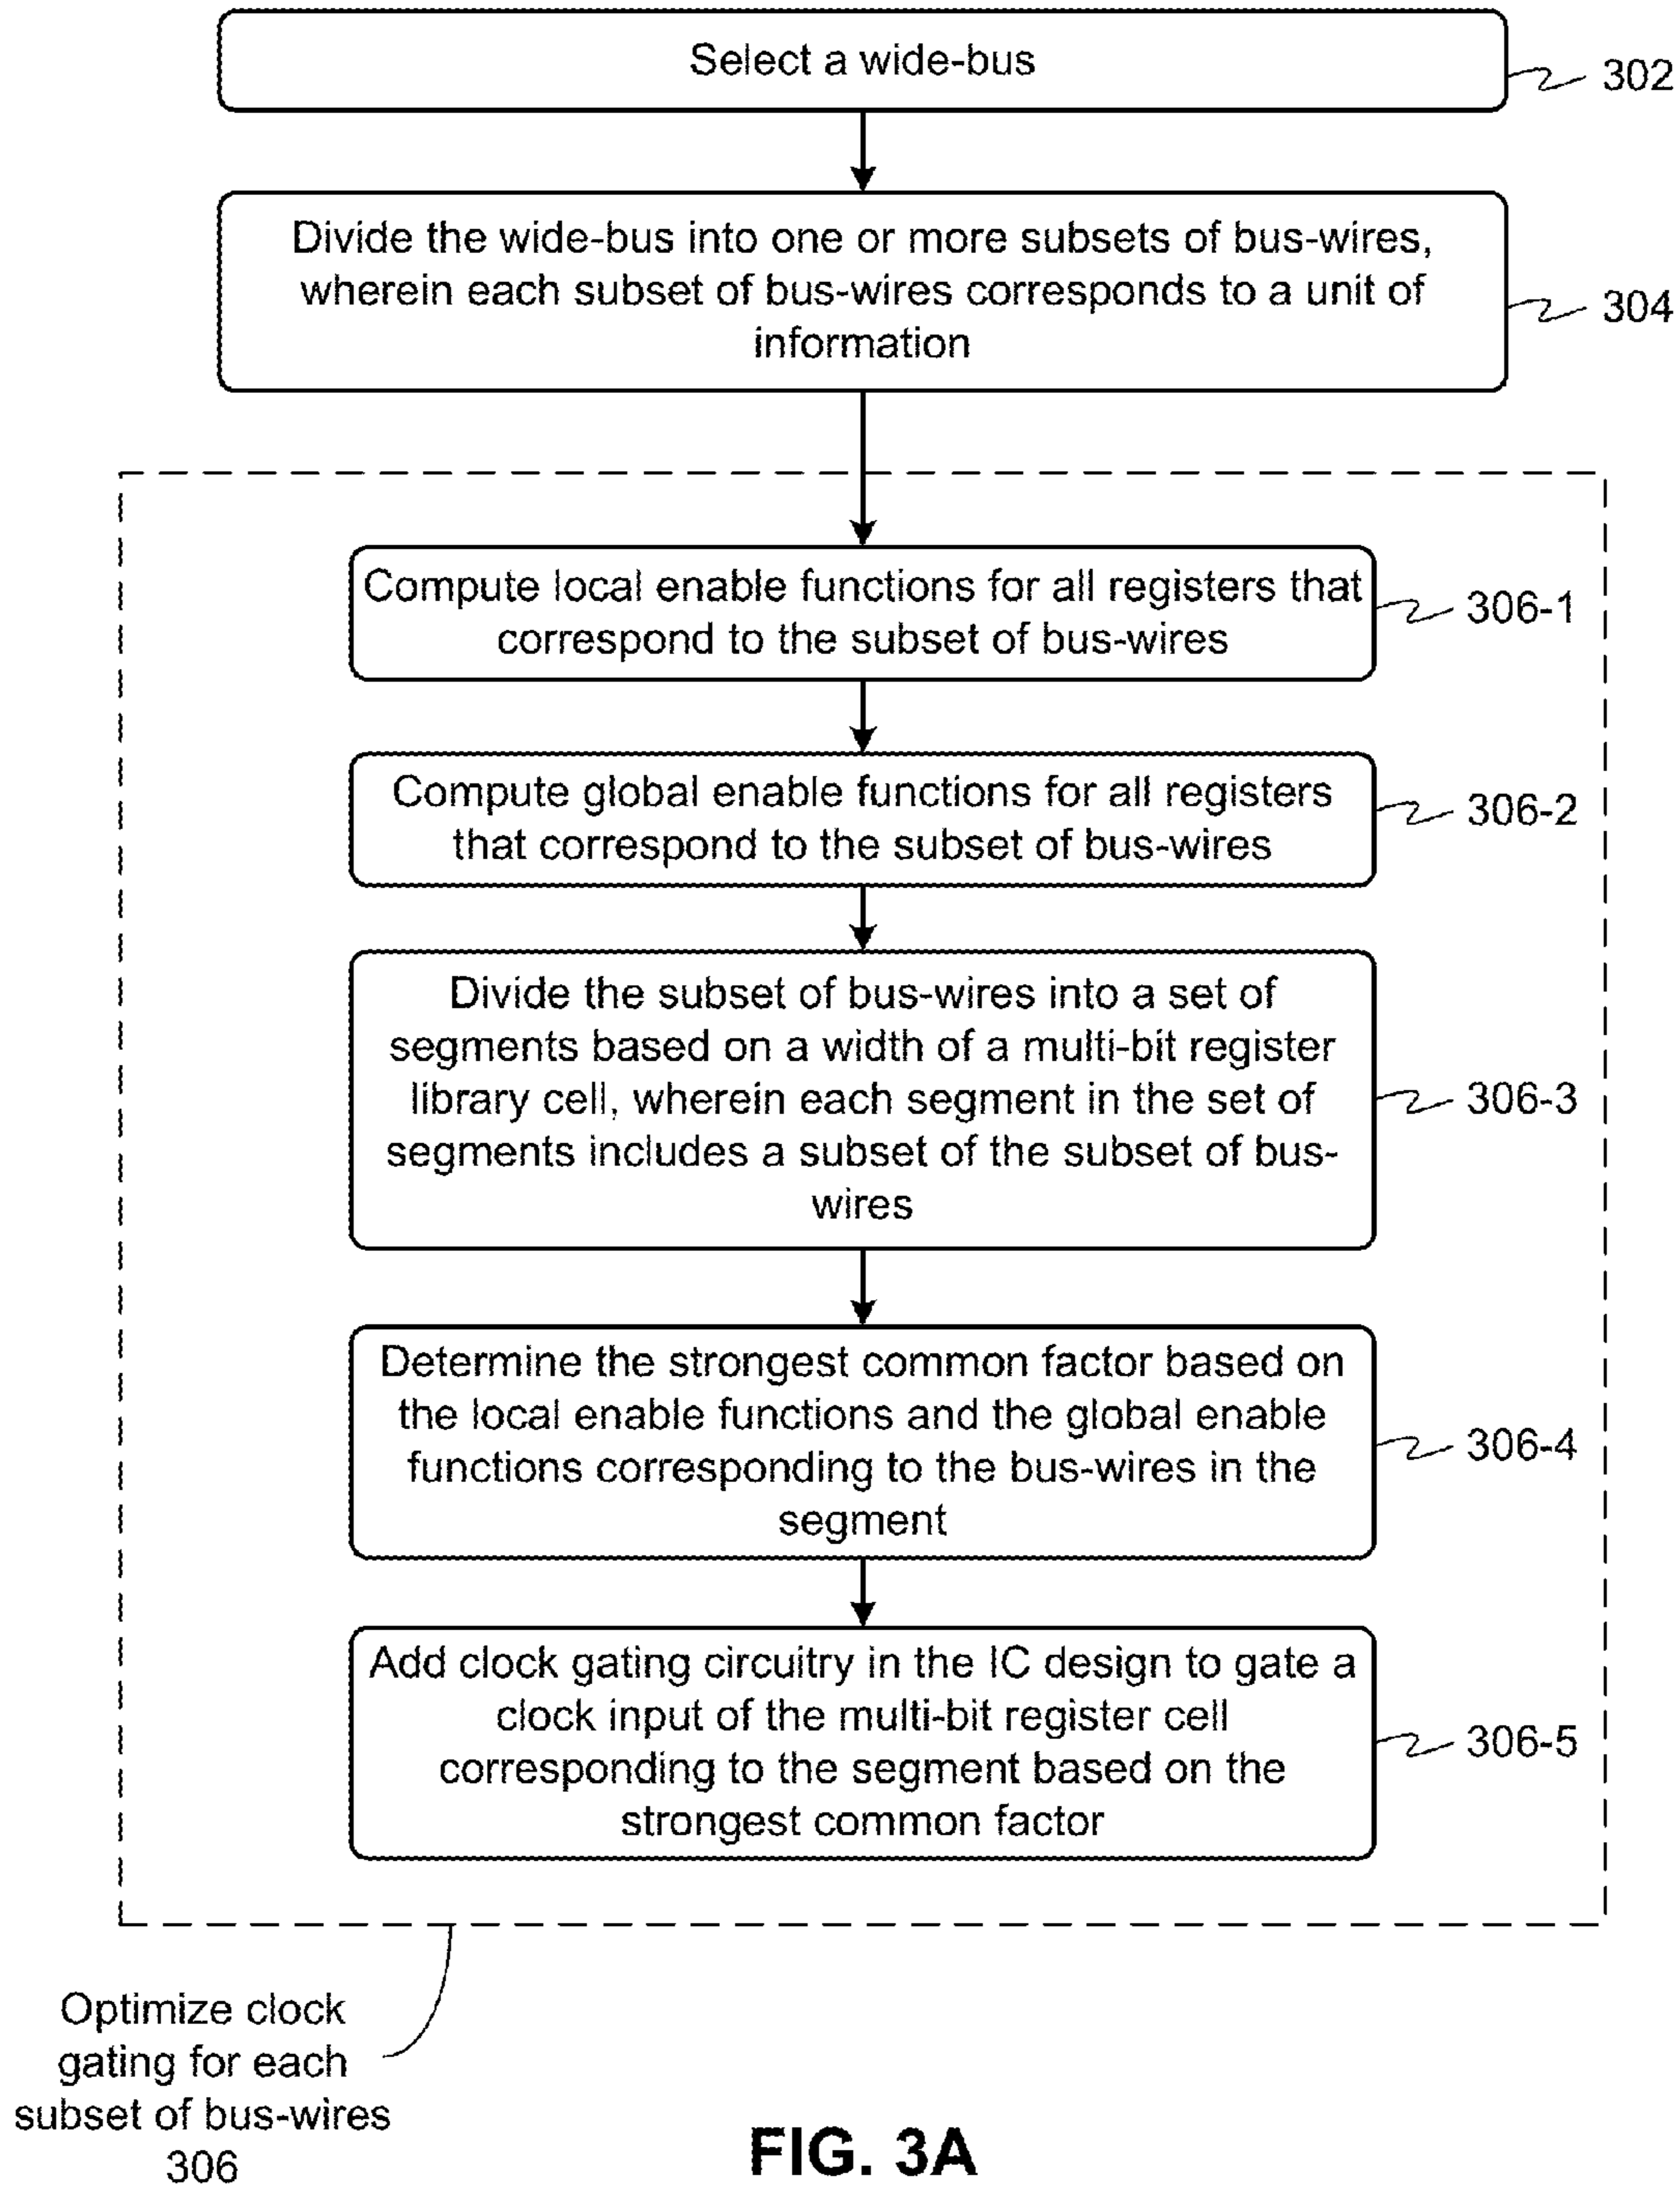 Select a wide-bus
302
Divide the wide-bus into one or more subsets of bus-wires,
wherein each subset of bus-wires corresponds to a unit of
information
304
Compute local enable functions for all registers that
correspond to the subset of bus-wires
306-1
Compute global enable functions for all registers
that correspond to the subset of bus-wires
306-2
Divide the subset of bus-wires into a set of
segments based on a width of a multi-bit register
library cell, wherein each segment in the set of
segments includes a subset of the subset of bus-
wires
306-3
Determine the strongest common factor based on
the local enable functions and the global enable
functions corresponding to the bus-wires in the
segment
306-4
Add clock gating circuitry in the IC design to gate a
clock input of the multi-bit register cell
corresponding to the segment based on the
strongest common factor
306-5
Optimize clock
gating for each
subset of bus-wires
306
FIG. 3A